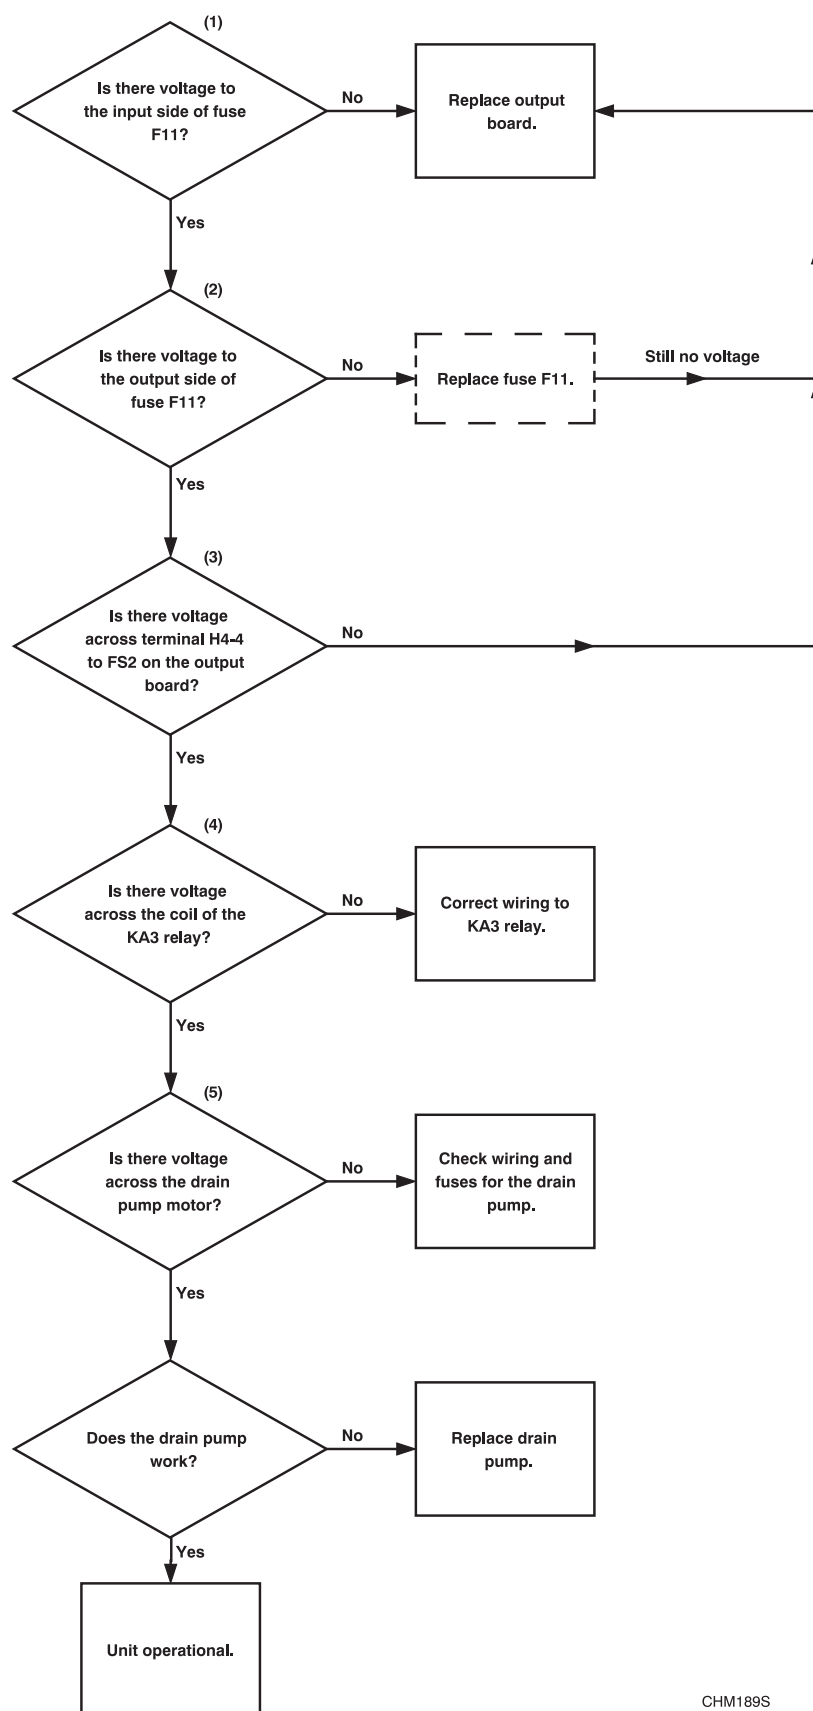 (1)
Is there voltage to
the input side of fuse
F11?
No
Replace output
board.
Yes
(2)
Is there voltage to
the output side of
fuse F11?
No
Replace fuse F11.
Still no voltage
Yes
(3)
Is there voltage
across terminal H4-4
to FS2 on the output
board?
No
Yes
(4)
Is there voltage
across the coil of the
KA3 relay?
No
Correct wiring to
KA3 relay.
Yes
(5)
Is there voltage
across the drain
pump motor?
No
Check wiring and
fuses for the drain
pump.
Yes
Does the drain pump
work?
No
Replace drain
pump.
Yes
Unit operational.
CHM189S